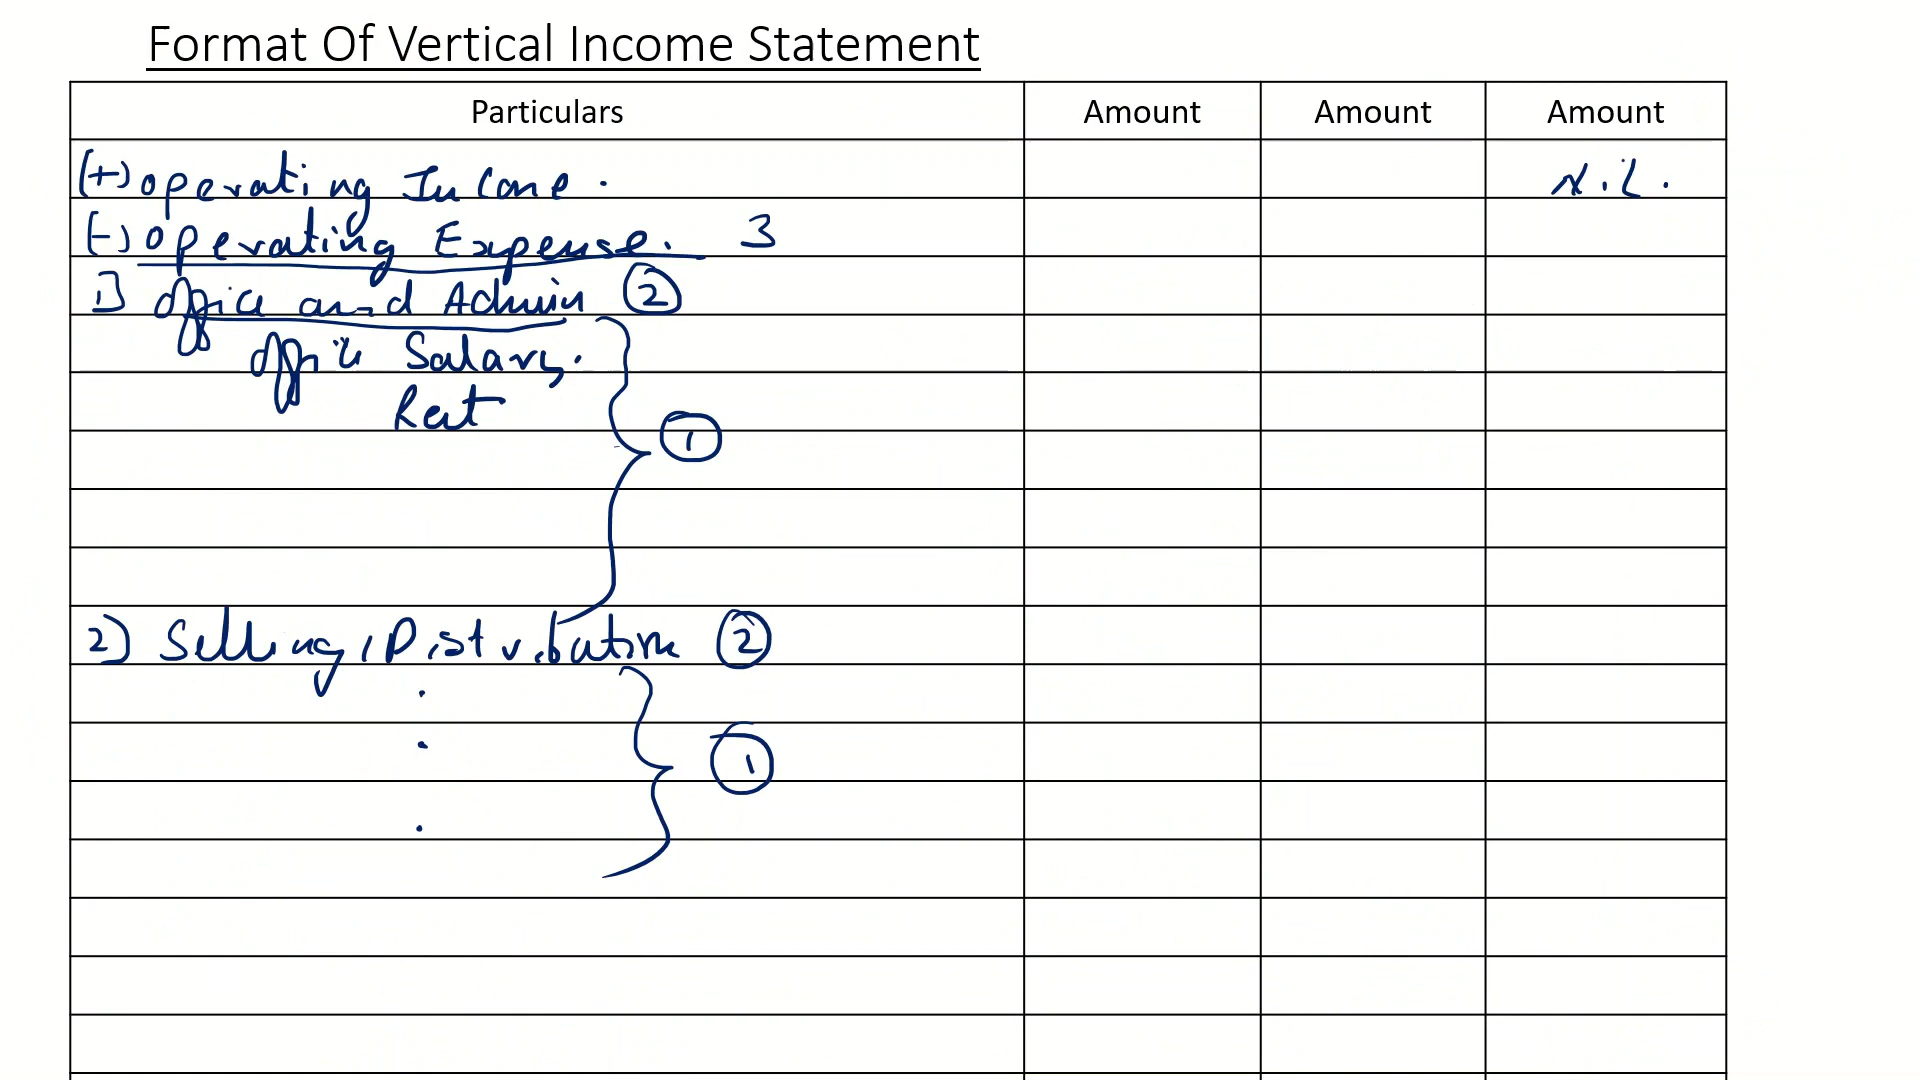 Format Of Vertical Income Statement
Particulars Amount Amount Amount
(+) operating Income. Nil.
(-) operating Expense. 3
1) office and Admin ②
office Salary.
Rent
①
2) Selling, Distribution ②
①